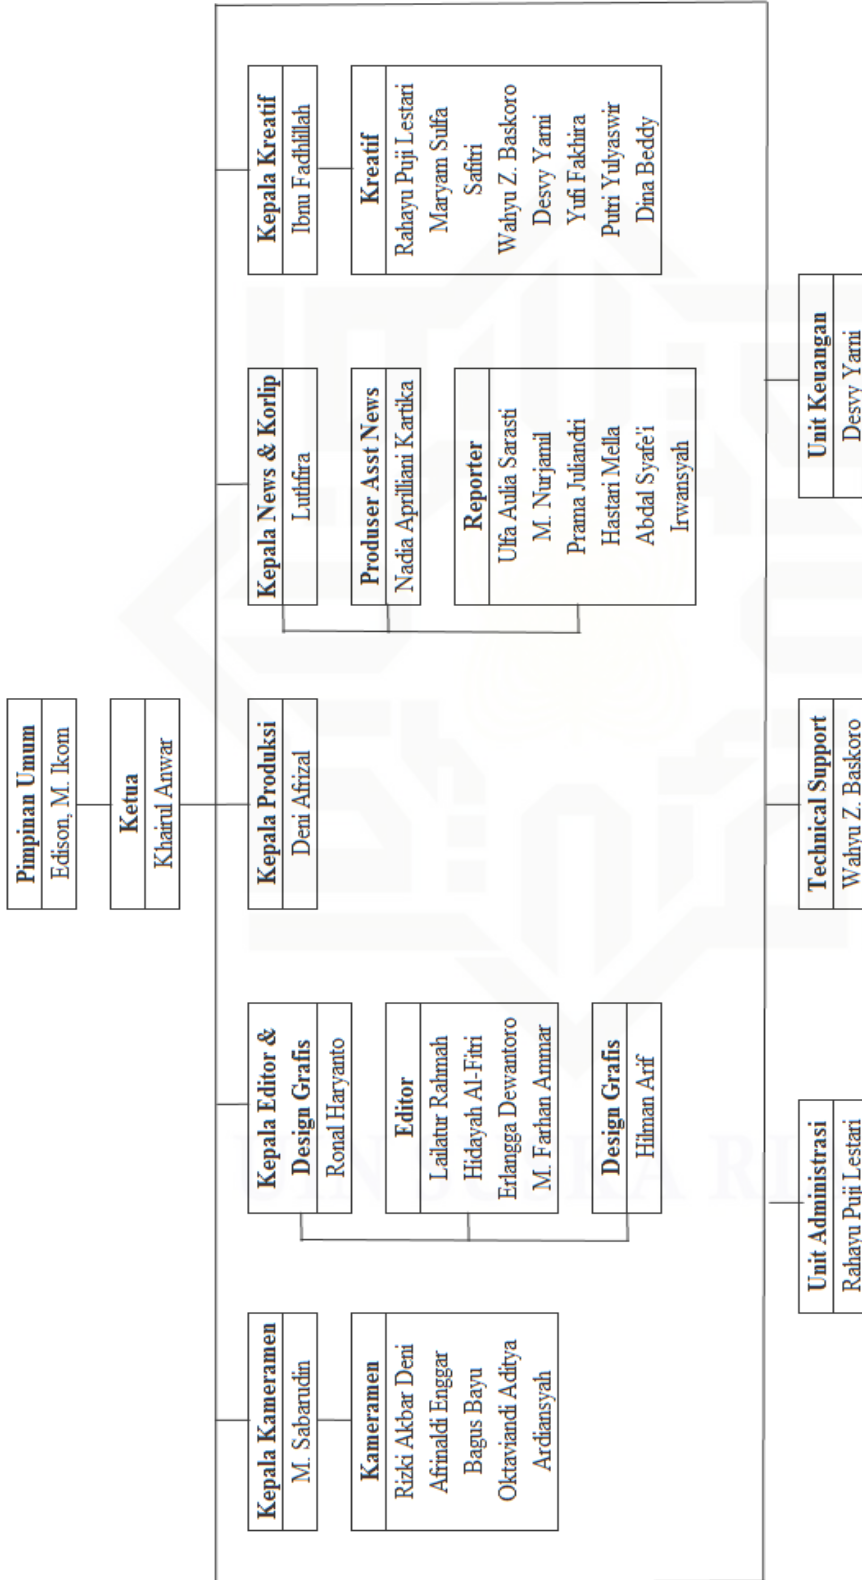 Pimpinan Umum
Edison, M. Ikom
Ketua
Khairul Anwar
Kepala Kameramen
M. Sabarudin
Kameramen
Rizki Akbar Deni
Afrinaldi Enggar
Bagus Bayu
Oktaviandi Aditya
Ardiansyah
Kepala Editor &
Design Grafis
Ronal Haryanto
Editor
Lailatur Rahmah
Hidayah Al-Fitri
Erlangga Dewantoro
M. Farhan Ammar
Design Grafis
Hilman Arif
Kepala Produksi
Deni Afrizal
Kepala News & Korlip
Luthfira
Produser Asst News
Nadia Aprilliani Kartika
Reporter
Ulfa Aulia Sarasti
M. Nurjamil
Prama Juliandri
Hastari Mella
Abdal Syafe'i
Irwansyah
Kepala Kreatif
Ibnu Fadhlillah
Kreatif
Rahayu Puji Lestari
Maryam Sulfa
Safitri
Wahyu Z. Baskoro
Desvy Yarni
Yufi Fakhira
Putri Yulyaswir
Dina Beddy
Unit Administrasi
Rahayu Puji Lestari
Technical Support
Wahyu Z. Baskoro
Unit Keuangan
Desvy Yarni
UIN SUSKA RI